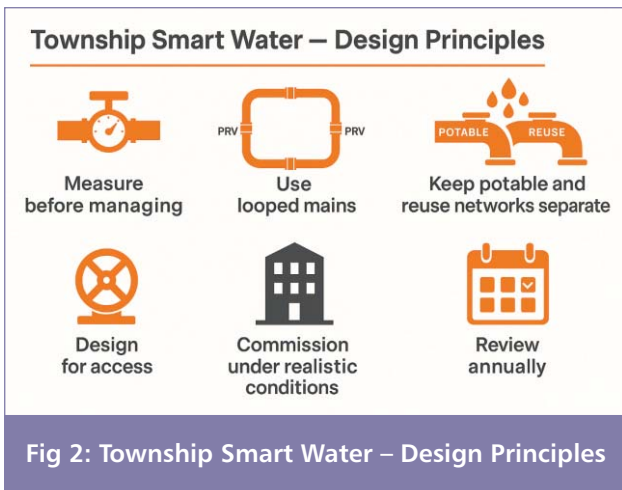 Township Smart Water — Design Principles
PRV
PRV
POTABLE
REUSE
Measure
before managing
Use
looped mains
Keep potable and
reuse networks separate
Design
for access
Commission
under realistic
conditions
Review
annually
Fig 2: Township Smart Water – Design Principles